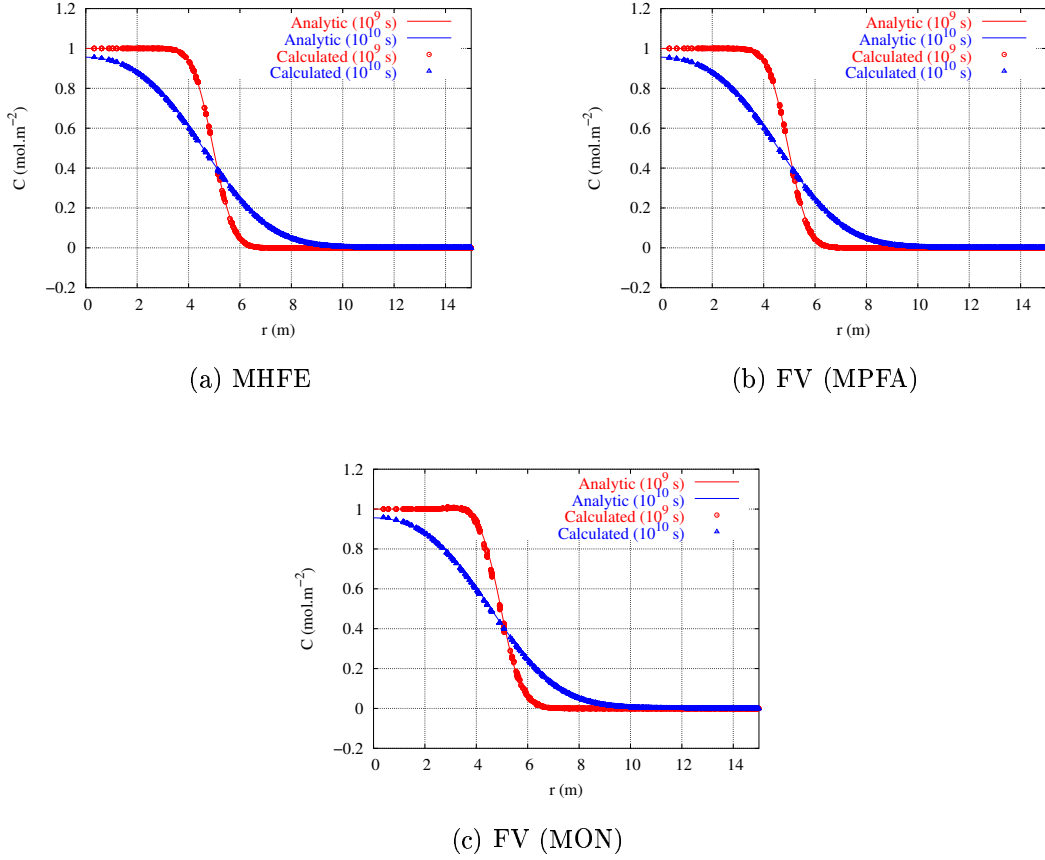 Analytic (10^9 s)
Analytic (10^10 s)
Calculated (10^9 s)
Calculated (10^10 s)
1.2
1
0.8
0.6
0.4
0.2
0
−0.2
C (mol.m^−2)
0 2 4 6 8 10 12 14
r (m)
(a) MHFE
Analytic (10^9 s)
Analytic (10^10 s)
Calculated (10^9 s)
Calculated (10^10 s)
1.2
1
0.8
0.6
0.4
0.2
0
−0.2
C (mol.m^−2)
0 2 4 6 8 10 12 14
r (m)
(b) FV (MPFA)
Analytic (10^9 s)
Analytic (10^10 s)
Calculated (10^9 s)
Calculated (10^10 s)
1.2
1
0.8
0.6
0.4
0.2
0
−0.2
C (mol.m^−2)
0 2 4 6 8 10 12 14
r (m)
(c) FV (MON)